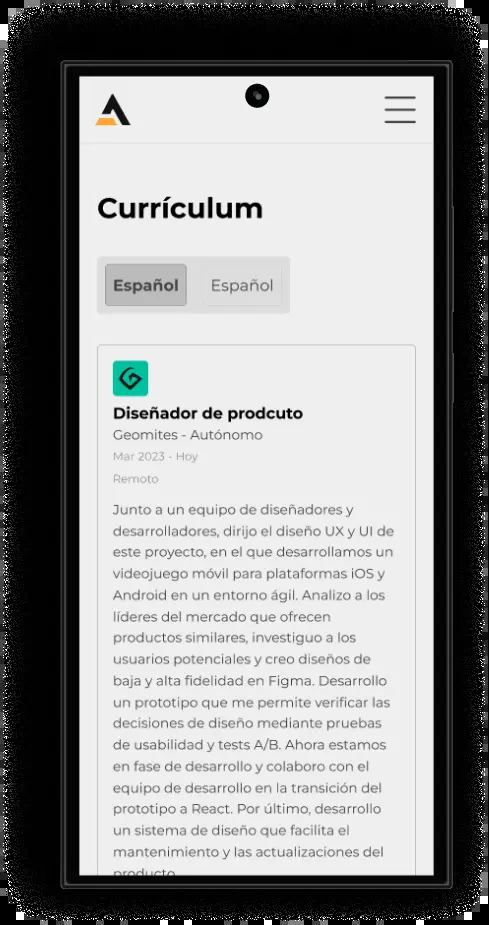 Currículum
Español Español
Diseñador de prodcuto
Geomites - Autónomo
Mar 2023 - Hoy
Remoto
Junto a un equipo de diseñadores y
desarrolladores, dirijo el diseño UX y UI de
este proyecto, en el que desarrollamos un
videojuego móvil para plataformas iOS y
Android en un entorno ágil. Analizo a los
líderes del mercado que ofrecen
productos similares, investiguo a los
usuarios potenciales y creo diseños de
baja y alta fidelidad en Figma. Desarrollo
un prototipo que me permite verificar las
decisiones de diseño mediante pruebas
de usabilidad y tests A/B. Ahora estamos
en fase de desarrollo y colaboro con el
equipo de desarrollo en la transición del
prototipo a React. Por último, desarrollo
un sistema de diseño que facilita el
mantenimiento y las actualizaciones del
producto